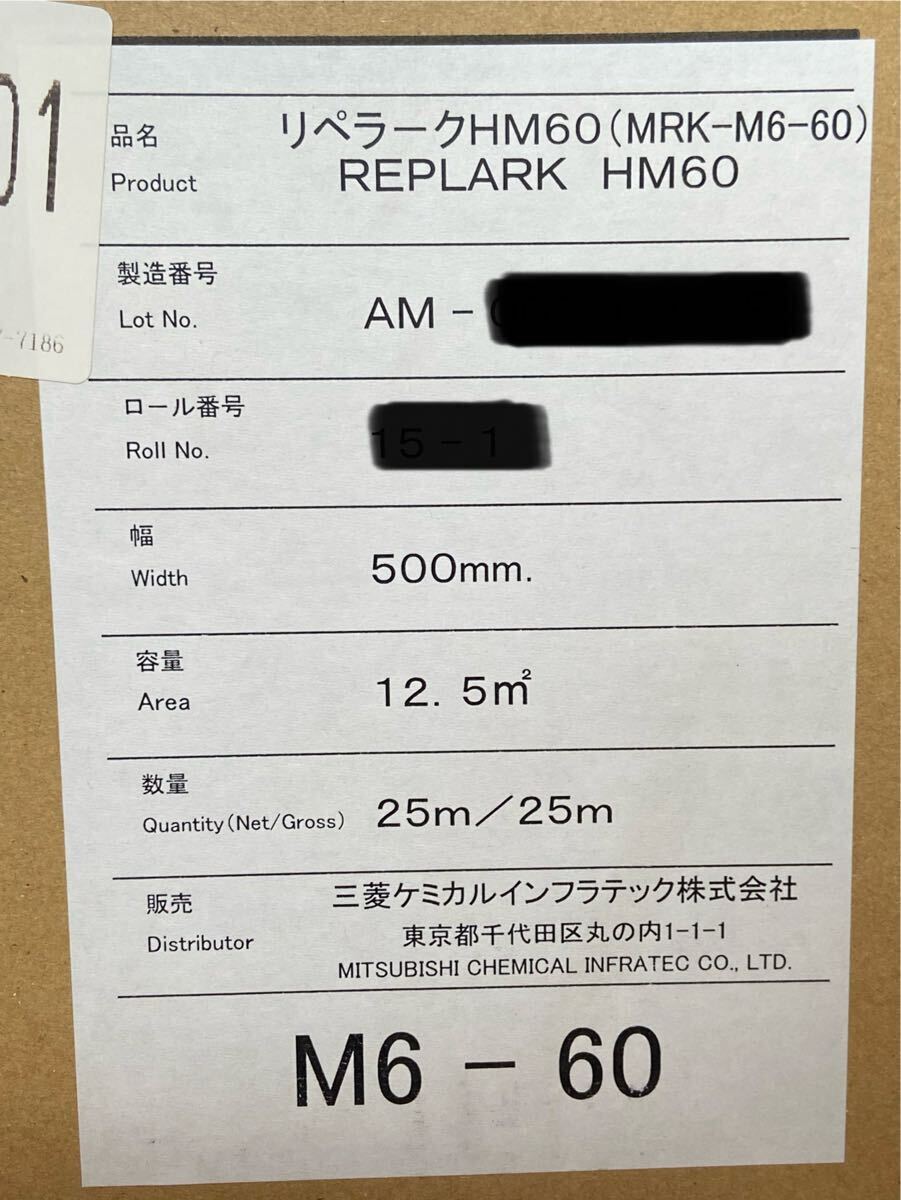 01
-7186
品名 リペラークHM60(MRK-M6-60)
Product REPLARK HM60
製造番号
Lot No. AM-
ロール番号
Roll No. 15-1
幅
Width 500mm.
容量
Area 12. 5㎡
数量
Quantity(Net/Gross) 25m/25m
販売 三菱ケミカルインフラテック株式会社
東京都千代田区丸の内1-1-1
Distributor MITSUBISHI CHEMICAL INFRATEC CO., LTD.
M6-60